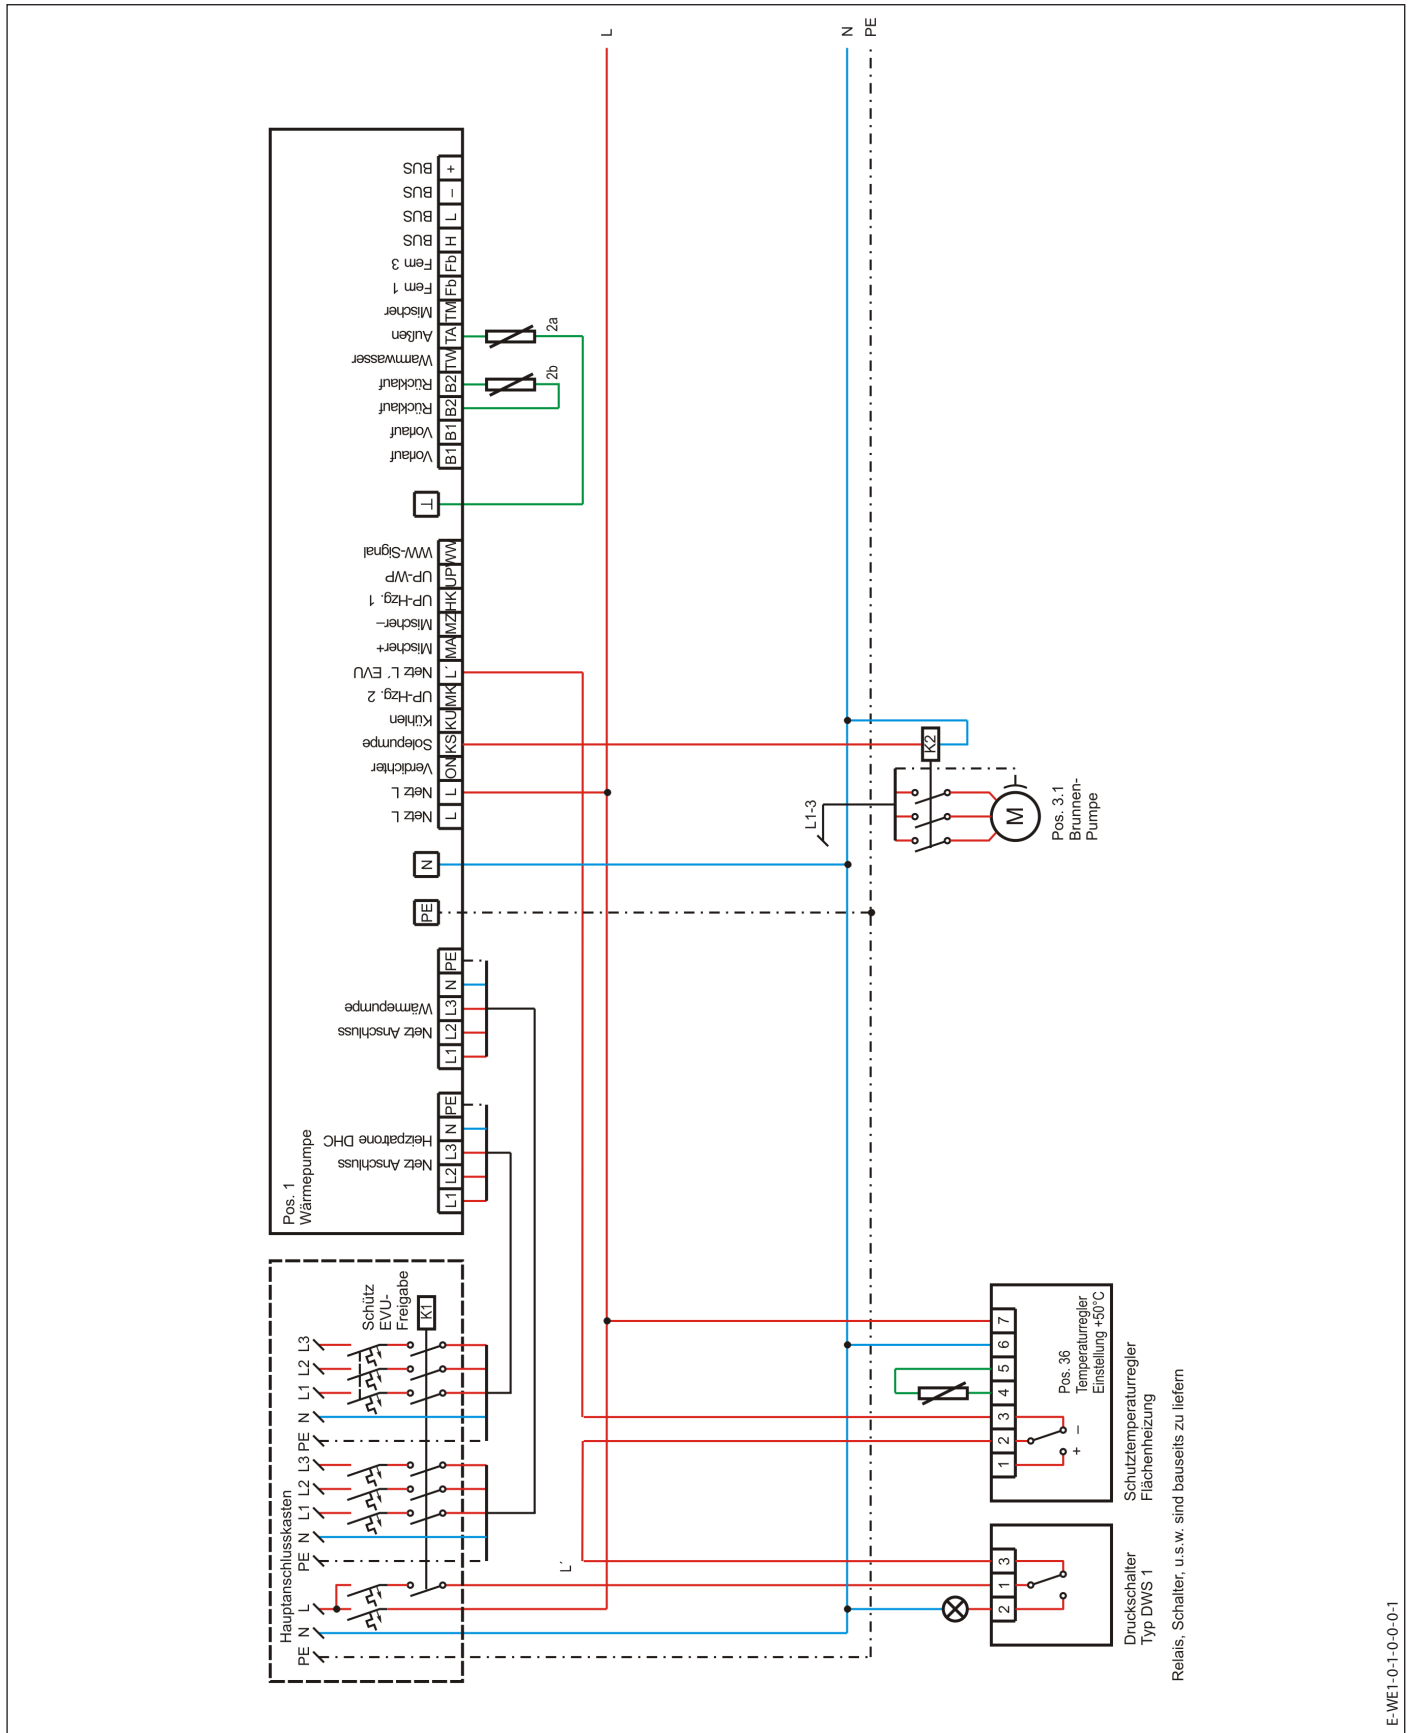 L
N
PE
Pos. 1
Wärmepumpe
BUS +
BUS –
BUS L
BUS H
Fern 3 Fb
Fern 1 Fb
Mischer TM
Außen TA
Warmwasser TW
Rücklauf B2
Rücklauf B2
Vorlauf B1
Vorlauf B1
2a
2b
WW-Signal WW
UP-WP UP
UP-Hzg. 1 HK
Mischer– MZ
Mischer+ MA
Netz L´ EVU L´
UP-Hzg. 2 MK
Kühlen KU
Solepumpe KS
Verdichter ON
Netz L L
Netz L L
N
PE
Netz Anschluss
Wärmepumpe
L1 L2 L3 N PE
Netz Anschluss
Heizpatrone DHC
L1 L2 L3 N PE
K2
L1-3
M
Pos. 3.1
Brunnen-
Pumpe
Hauptanschlusskasten
PE N L PE N L1 L2 L3 PE N L1 L2 L3
Schütz
EVU-
Freigabe
K1
L´
2 1 3
Druckschalter
Typ DWS 1
1 2 3 4 5 6 7
+ –
Pos. 36
Temperaturregler
Einstellung +50°C
Schutztemperaturregler
Flächenheizung
Relais, Schalter, u.s.w. sind bauseits zu liefern
E-WE1-0-1-0-0-0-1